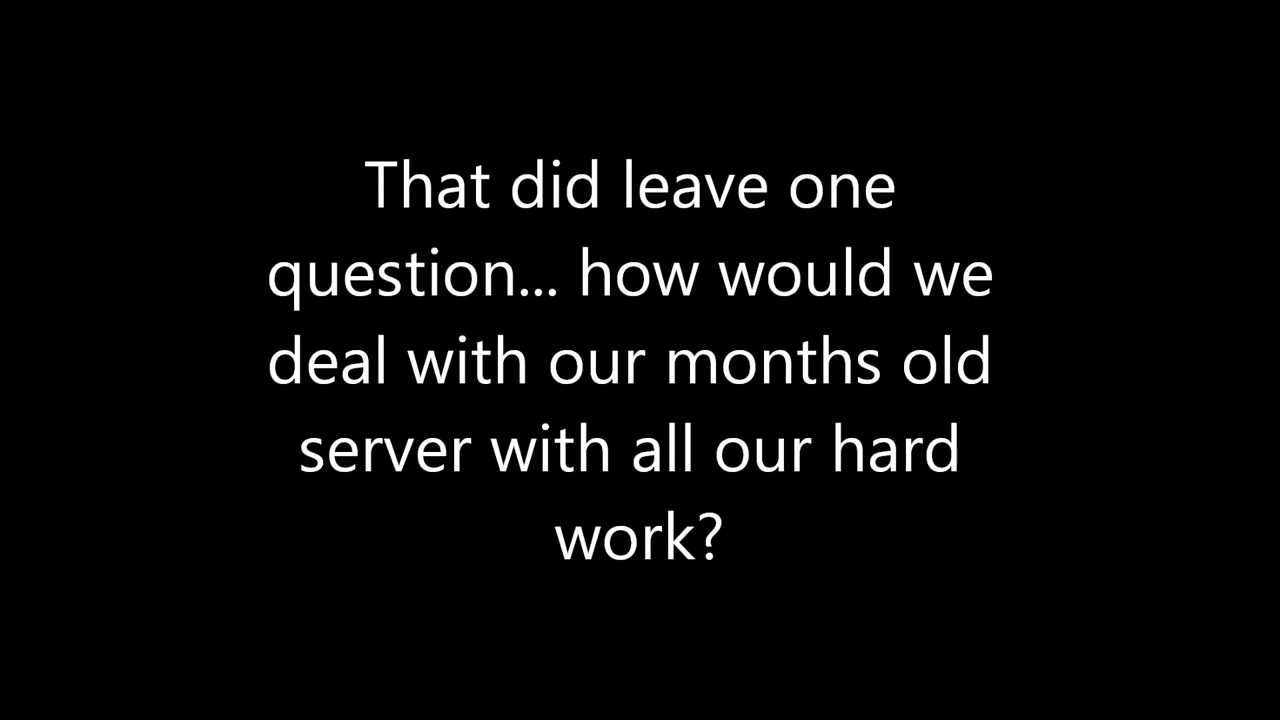 That did leave one
question... how would we
deal with our months old
server with all our hard
work?